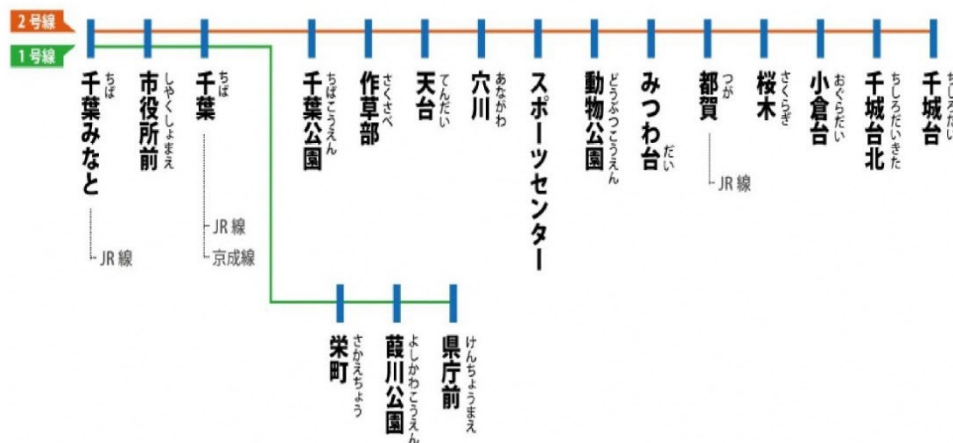 2号線
1号線
千葉みなと
ちば
市役所前
しやくしょまえ
千葉
ちば
千葉公園
ちばこうえん
作草部
さくさべ
天台
てんだい
穴川
あながわ
スポーツセンター
動物公園
どうぶつこうえん
みつわ台
だい
都賀
つが
桜木
さくらぎ
小倉台
おぐらだい
千城台北
ちしろだいきた
千城台
ちしろだい
JR線
JR線
京成線
JR線
栄町
さかえちょう
葭川公園
よしかわこうえん
県庁前
けんちょうまえ